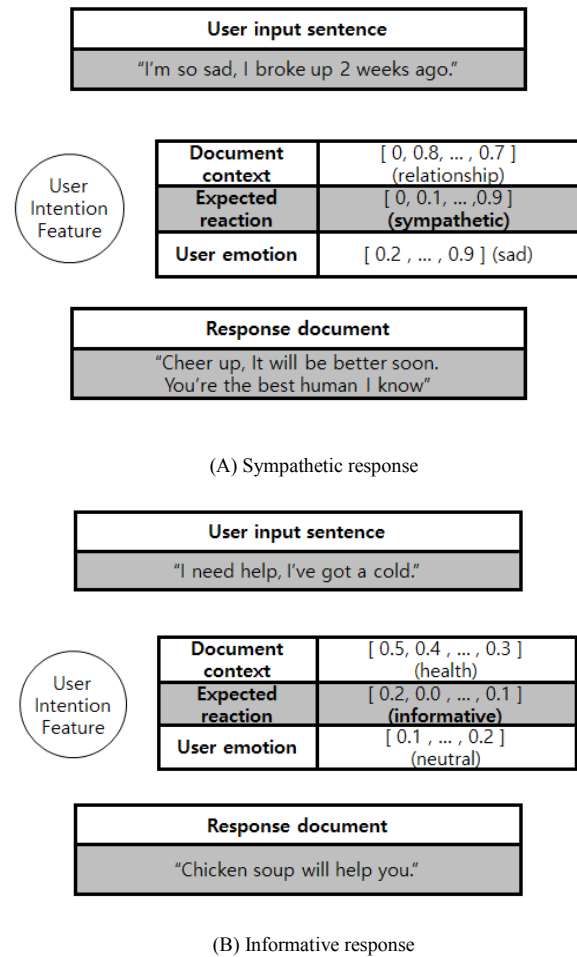 User input sentence
"I'm so sad, I broke up 2 weeks ago."
User
Intention
Feature
Document
context
[ 0, 0.8, ... , 0.7 ]
(relationship)
Expected
reaction
[ 0, 0.1, ... ,0.9 ]
(sympathetic)
User emotion
[ 0.2 , ... , 0.9 ] (sad)
Response document
"Cheer up, It will be better soon.
You're the best human I know"
(A) Sympathetic response
User input sentence
"I need help, I've got a cold."
User
Intention
Feature
Document
context
[ 0.5, 0.4 , ... , 0.3 ]
(health)
Expected
reaction
[ 0.2, 0.0 , ... , 0.1 ]
(informative)
User emotion
[ 0.1 , ... , 0.2 ]
(neutral)
Response document
"Chicken soup will help you."
(B) Informative response